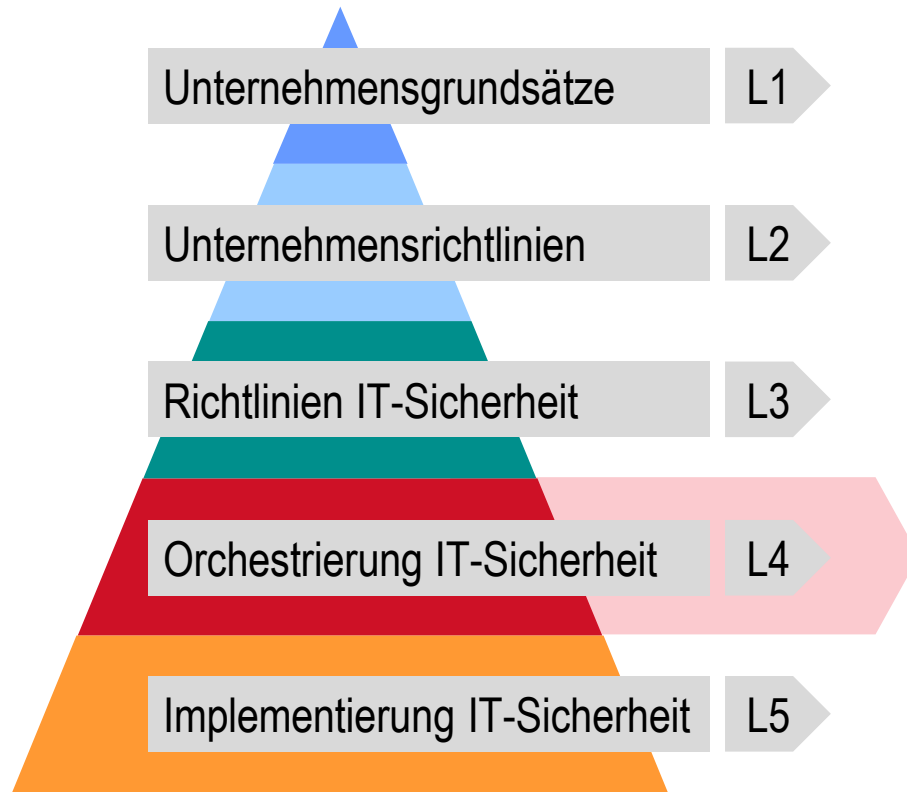 Unternehmensgrundsätze L1
Unternehmensrichtlinien L2
Richtlinien IT-Sicherheit L3
Orchestrierung IT-Sicherheit L4
Implementierung IT-Sicherheit L5